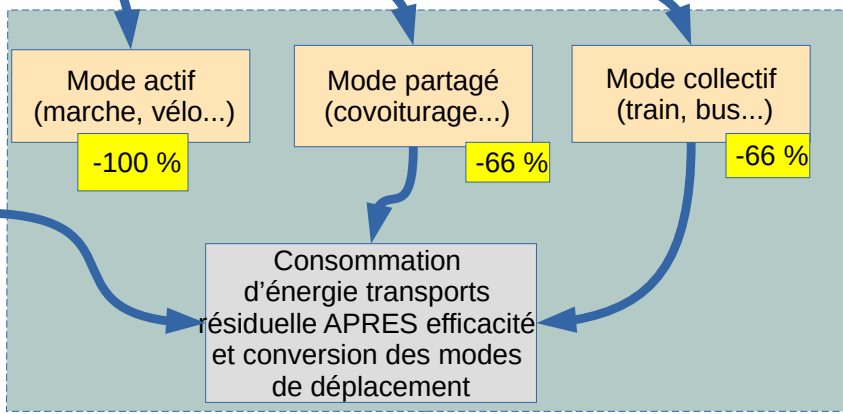 Mode actif
(marche, vélo...)
-100 %
Mode partagé
(covoiturage...)
-66 %
Mode collectif
(train, bus...)
-66 %
Consommation
d’énergie transports
résiduelle APRES efficacité
et conversion des modes
de déplacement